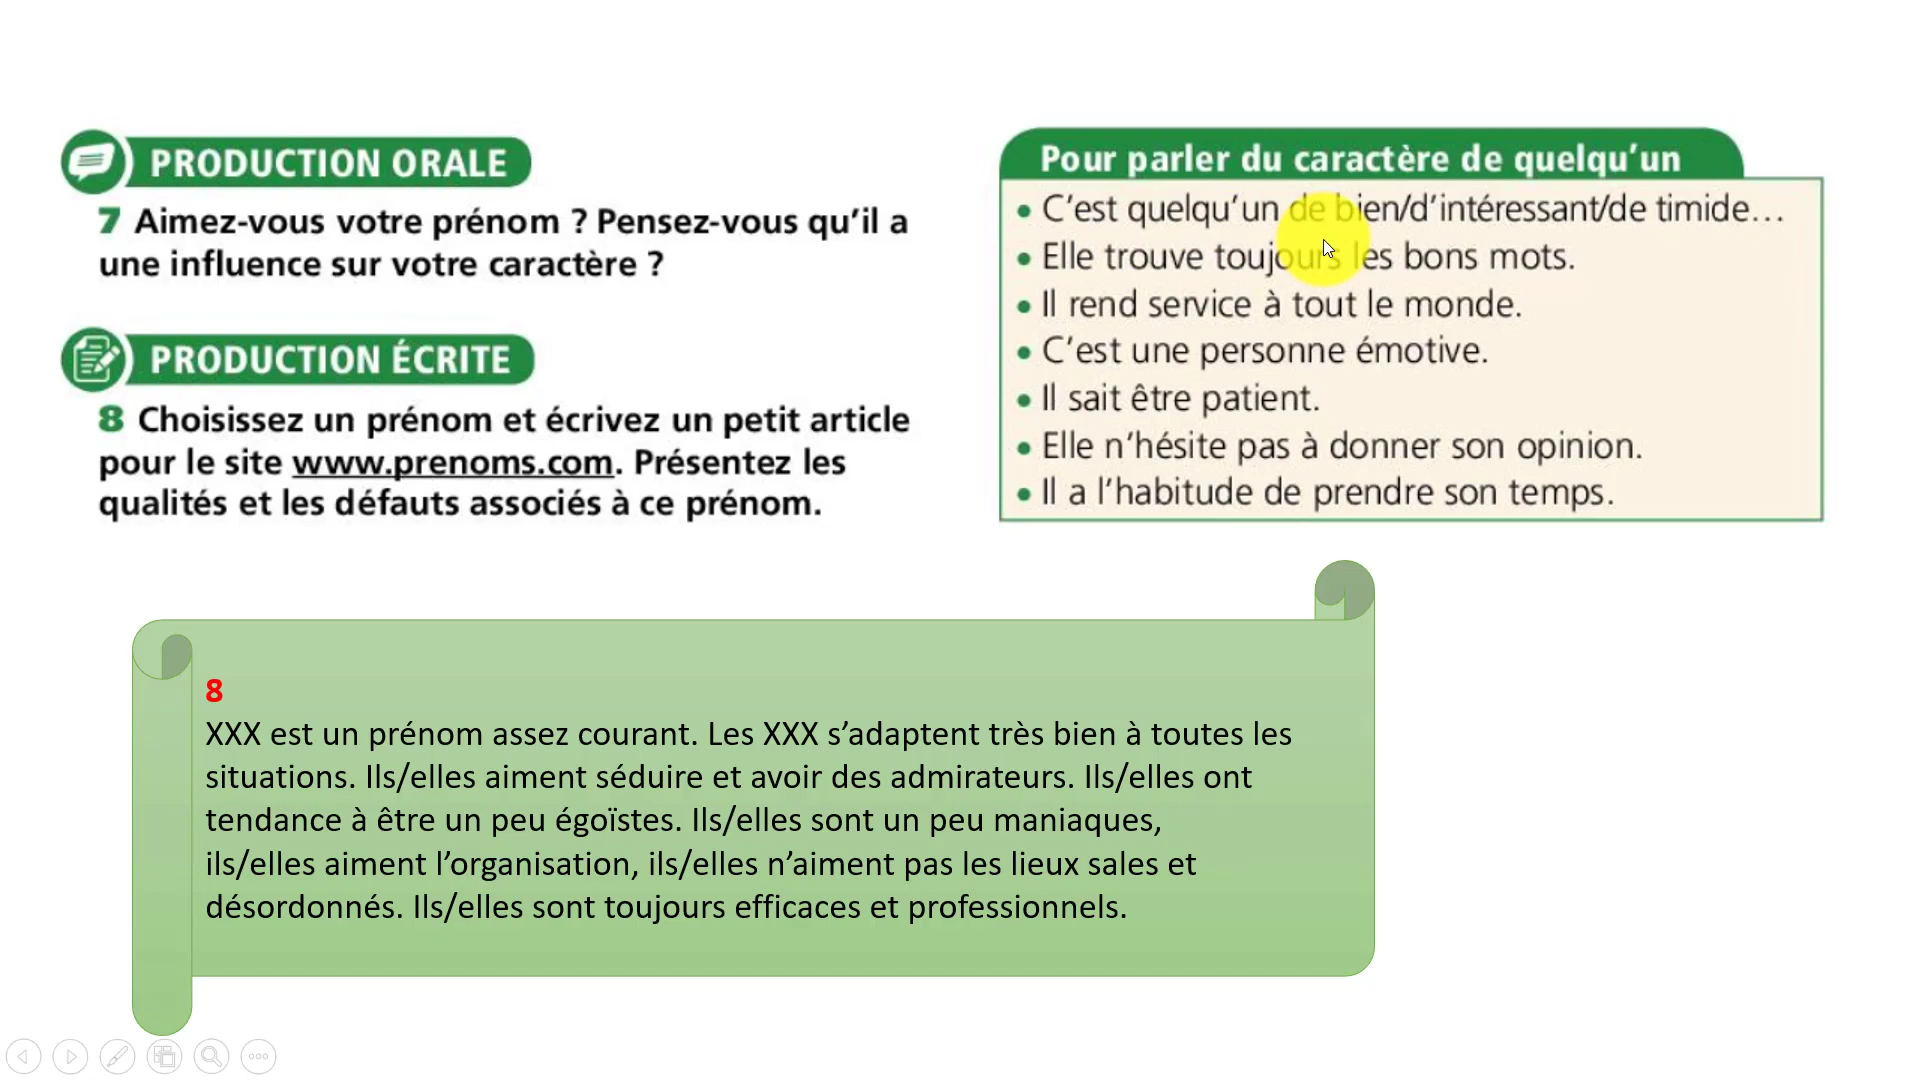 PRODUCTION ORALE
7 Aimez-vous votre prénom ? Pensez-vous qu’il a
une influence sur votre caractère ?
PRODUCTION ÉCRITE
8 Choisissez un prénom et écrivez un petit article
pour le site www.prenoms.com. Présentez les
qualités et les défauts associés à ce prénom.
Pour parler du caractère de quelqu’un
• C’est quelqu’un de bien/d’intéressant/de timide…
• Elle trouve toujours les bons mots.
• Il rend service à tout le monde.
• C’est une personne émotive.
• Il sait être patient.
• Elle n’hésite pas à donner son opinion.
• Il a l’habitude de prendre son temps.
8
XXX est un prénom assez courant. Les XXX s’adaptent très bien à toutes les
situations. Ils/elles aiment séduire et avoir des admirateurs. Ils/elles ont
tendance à être un peu égoïstes. Ils/elles sont un peu maniaques,
ils/elles aiment l’organisation, ils/elles n’aiment pas les lieux sales et
désordonnés. Ils/elles sont toujours efficaces et professionnels.